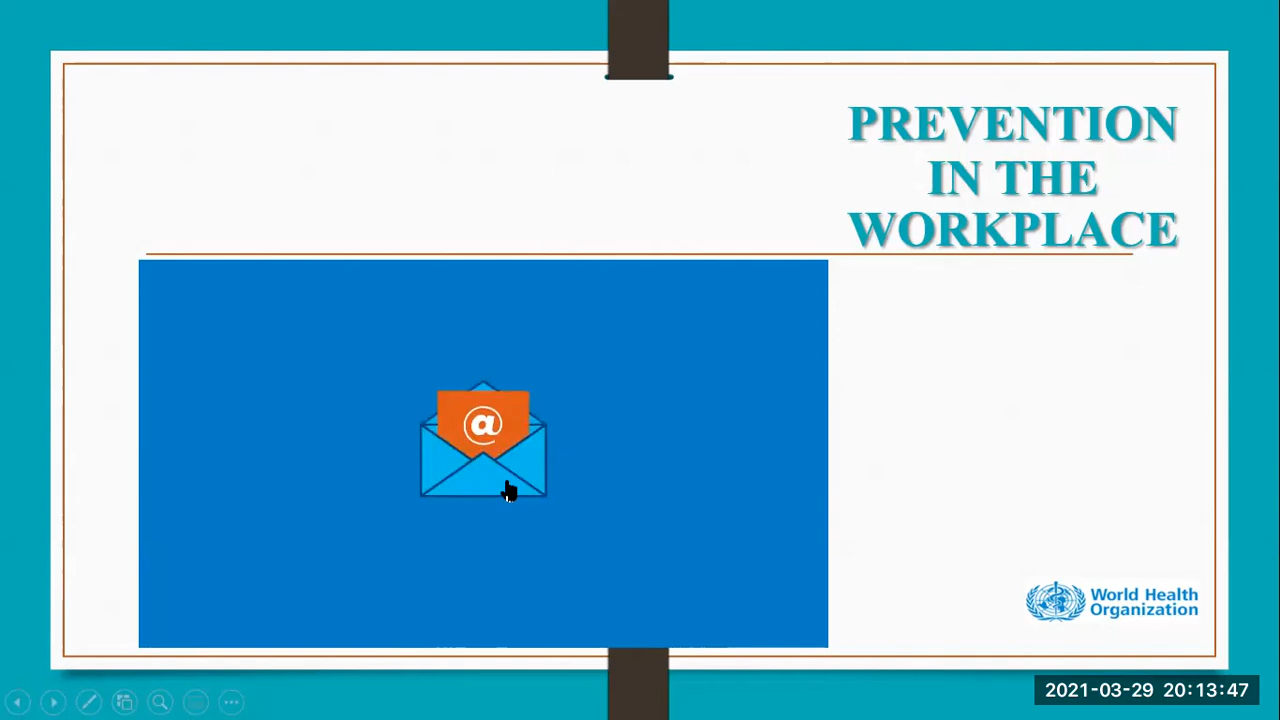 PREVENTION
IN THE
WORKPLACE
@
World Health
Organization
2021-03-29 20:13:47